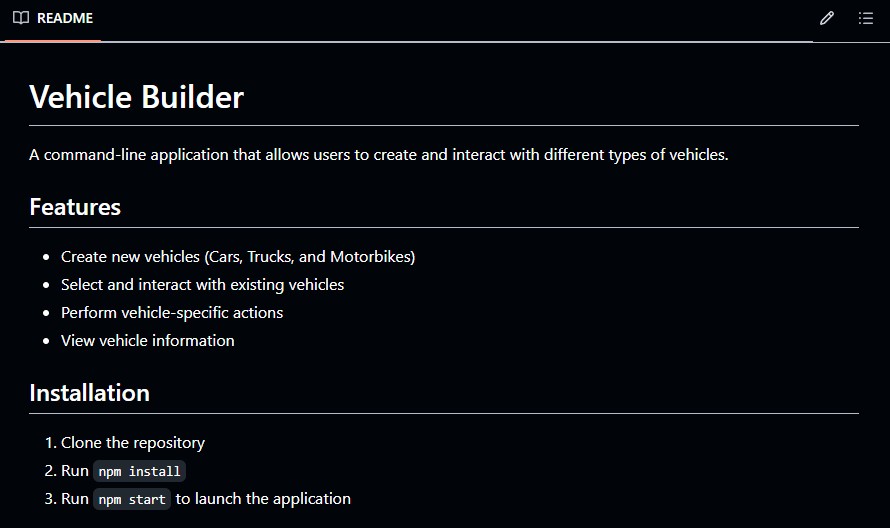 README
Vehicle Builder
A command-line application that allows users to create and interact with different types of vehicles.
Features
• Create new vehicles (Cars, Trucks, and Motorbikes)
• Select and interact with existing vehicles
• Perform vehicle-specific actions
• View vehicle information
Installation
1. Clone the repository
2. Run npm install
3. Run npm start to launch the application